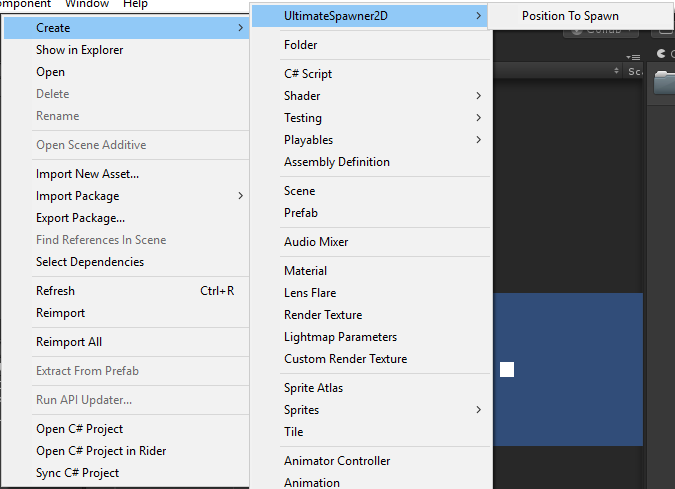 omponent Window Help
Create
Show in Explorer
Open
Delete
Rename
Open Scene Additive
Import New Asset...
Import Package
Export Package...
Find References In Scene
Select Dependencies
Refresh Ctrl+R
Reimport
Reimport All
Extract From Prefab
Run API Updater...
Open C# Project
Open C# Project in Rider
Sync C# Project
UltimateSpawner2D
Folder
C# Script
Shader
Testing
Playables
Assembly Definition
Scene
Prefab
Audio Mixer
Material
Lens Flare
Render Texture
Lightmap Parameters
Custom Render Texture
Sprite Atlas
Sprites
Tile
Animator Controller
Animation
Position To Spawn
Collab
Sc